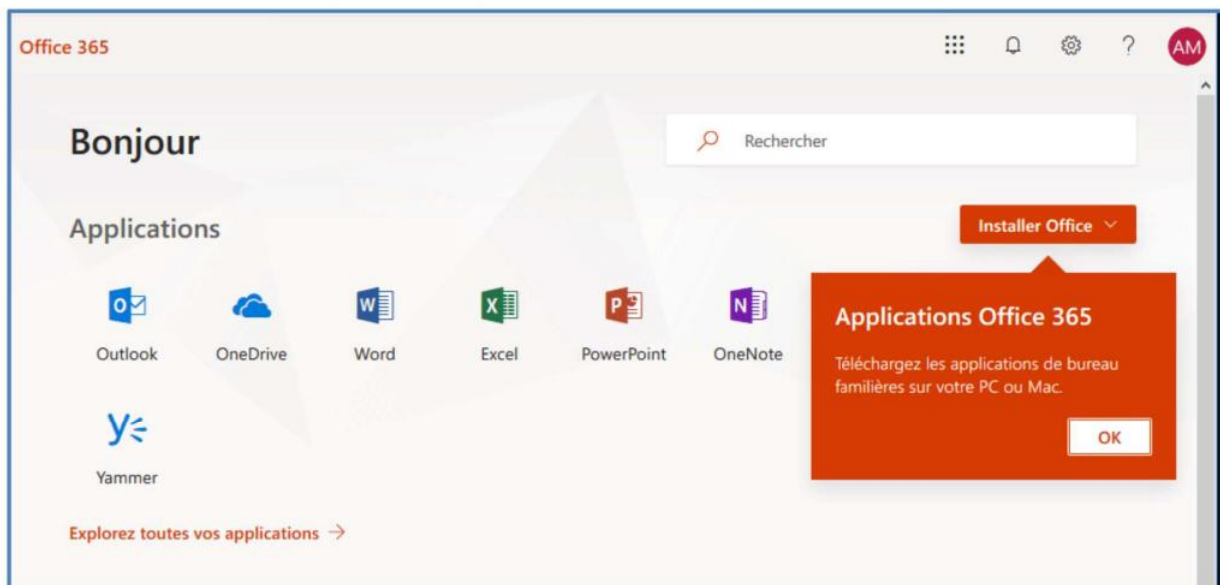 Office 365
?
AM
Bonjour
Rechercher
Applications
Installer Office
Outlook
OneDrive
Word
Excel
PowerPoint
OneNote
Applications Office 365
Téléchargez les applications de bureau
familières sur votre PC ou Mac.
OK
Yammer
Explorez toutes vos applications →